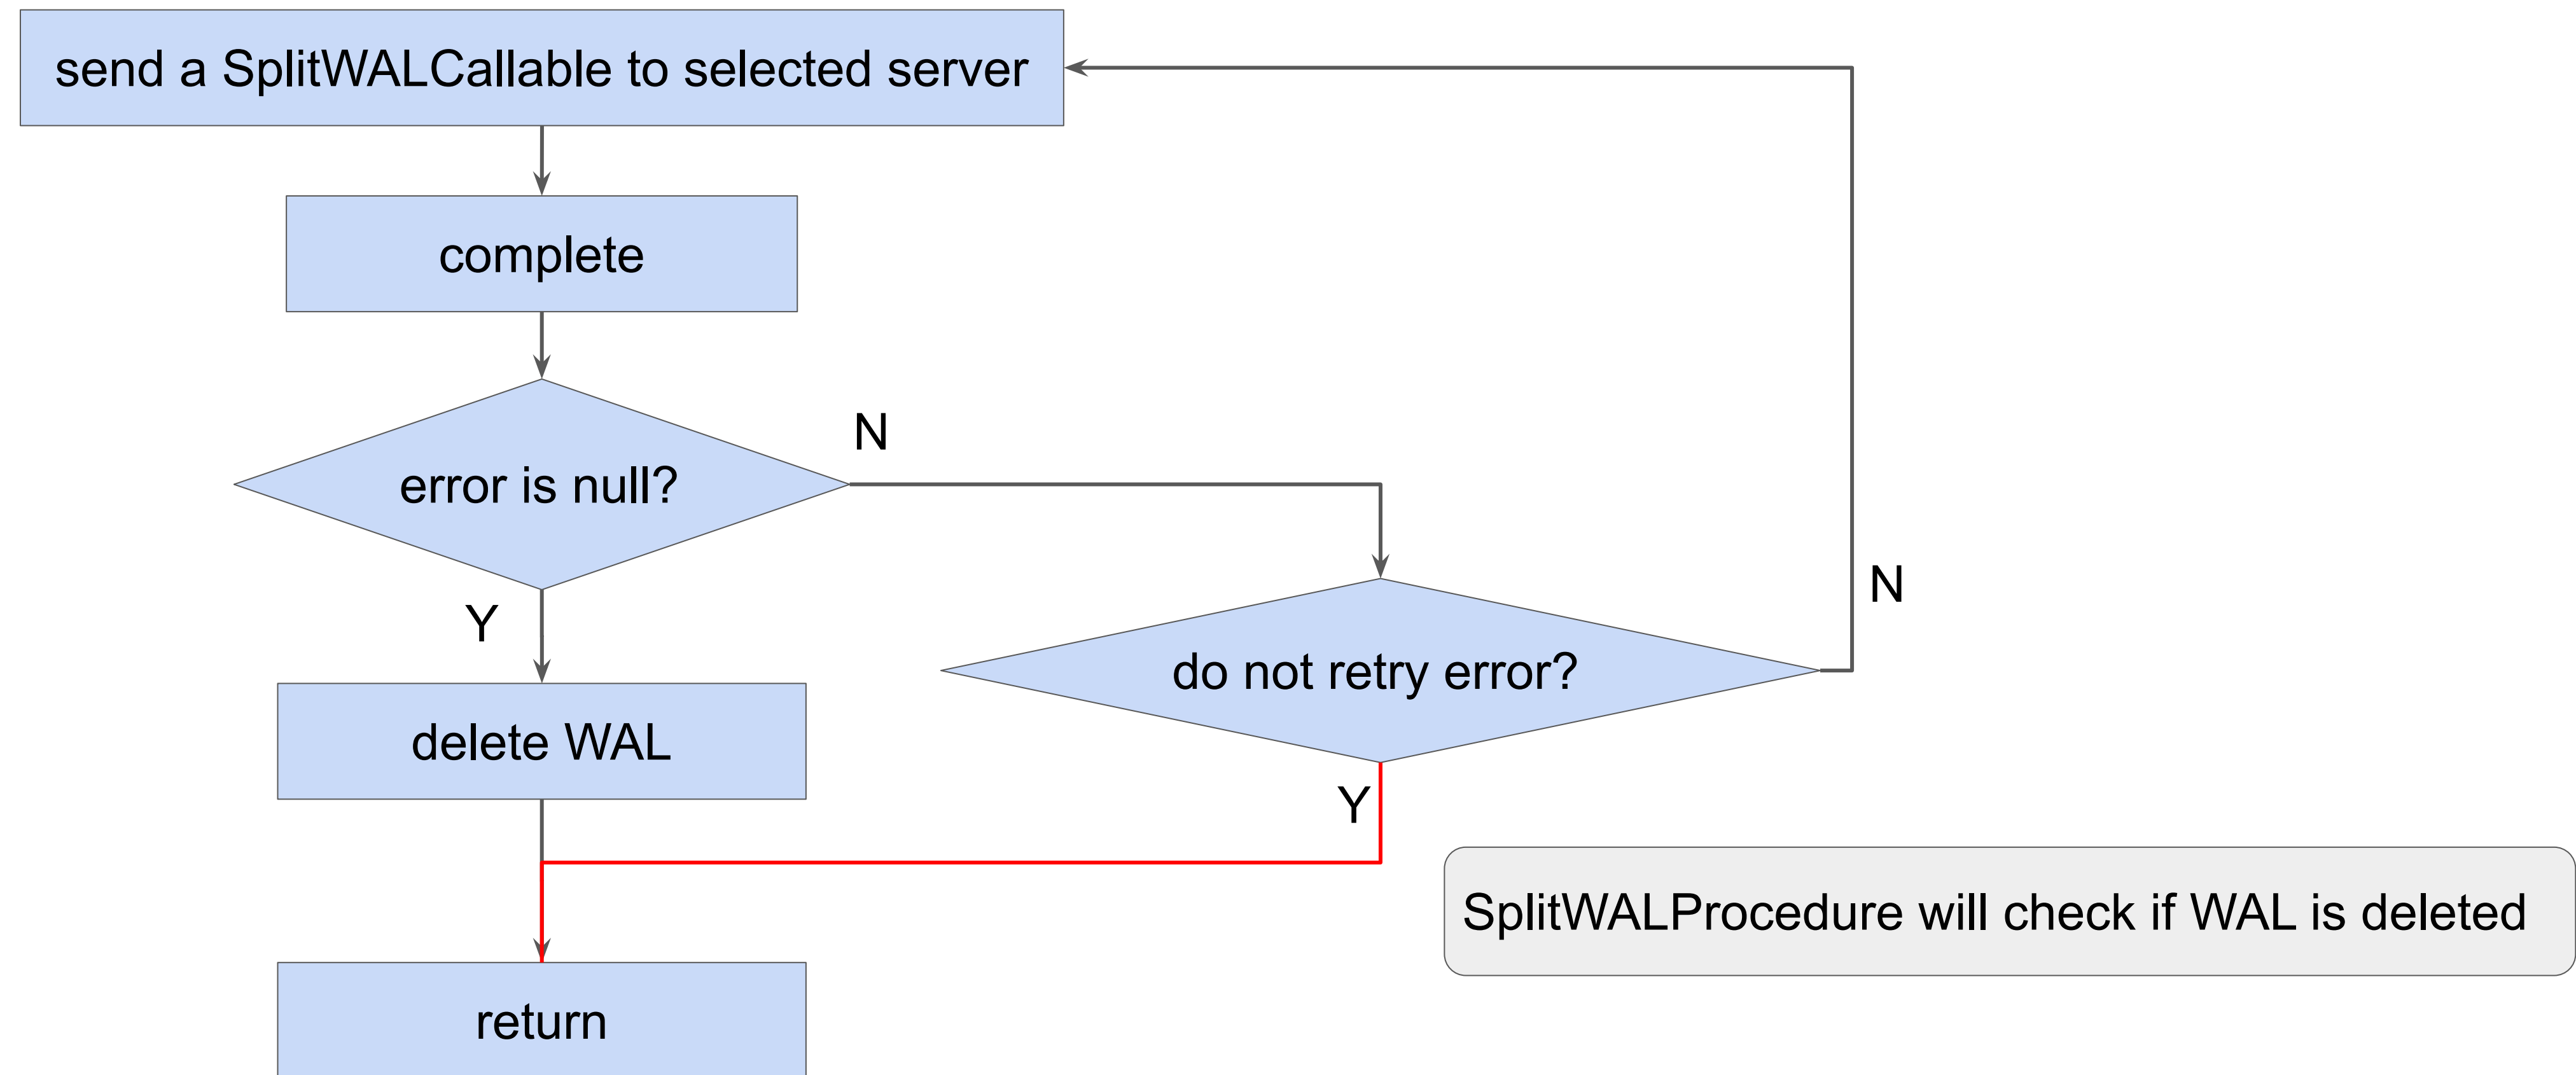 send a SplitWALCallable to selected server
complete
N
error is null?
N
Y
do not retry error?
delete WAL
Y
SplitWALProcedure will check if WAL is deleted
return